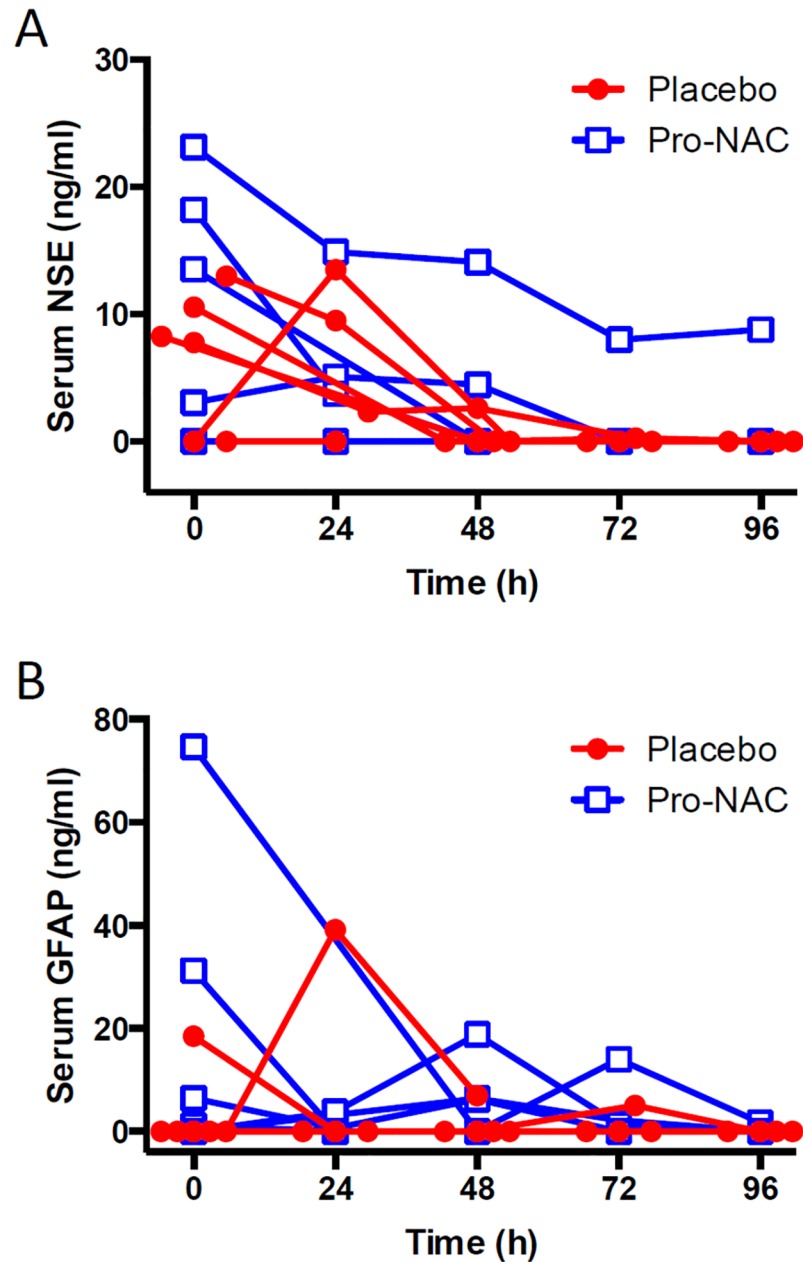 A
30
20
10
0
Serum NSE (ng/ml)
Placebo
Pro-NAC
0 24 48 72 96
Time (h)
B
80
60
40
20
0
Serum GFAP (ng/ml)
Placebo
Pro-NAC
0 24 48 72 96
Time (h)